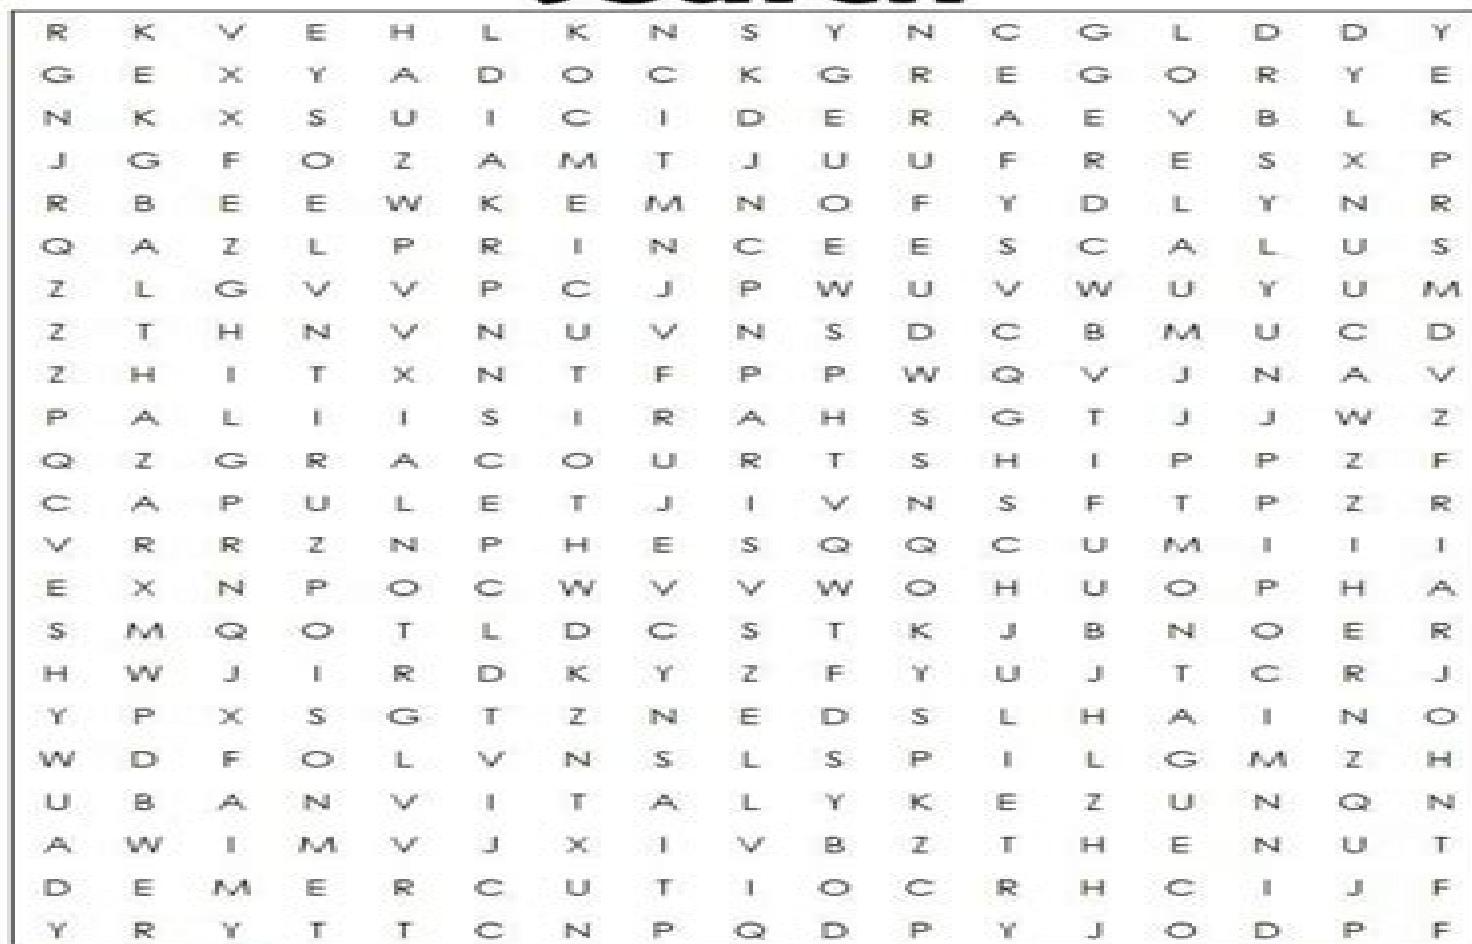 R K V E H L K N S Y N C G L D D Y
G E X Y A D O C K G R E G O R Y E
N K X S U I C I D E R A E V B L K
J G F O Z A M T J U U F R E S X P
R B E E W K E M N O F Y D L Y N R
Q A Z L P R I N C E E S C A L U S
Z L G V V P C J P W U V W U Y U M
Z T H N V N U V N S D C B M U C D
Z H I T X N T F P P W Q V J N A V
P A L I I S I R A H S G T J J W Z
Q Z G R A C O U R T S H I P P Z F
C A P U L E T J I V N S F T P Z R
V R R Z N P H E S Q Q C U M I I I
E X N P O C W V V W O H U O P H A
S M Q O T L D C S T K J B N O E R
H W J I R D K Y Z F Y U J T C R J
Y P X S G T Z N E D S L H A I N O
W D F O L V N S L S P I L G M Z H
U B A N V I T A L Y K E Z U N Q N
A W I M V J X I V B Z T H E N U T
D E M E R C U T I O C R H C I J F
Y R Y T T C N P Q D P Y J O D P F